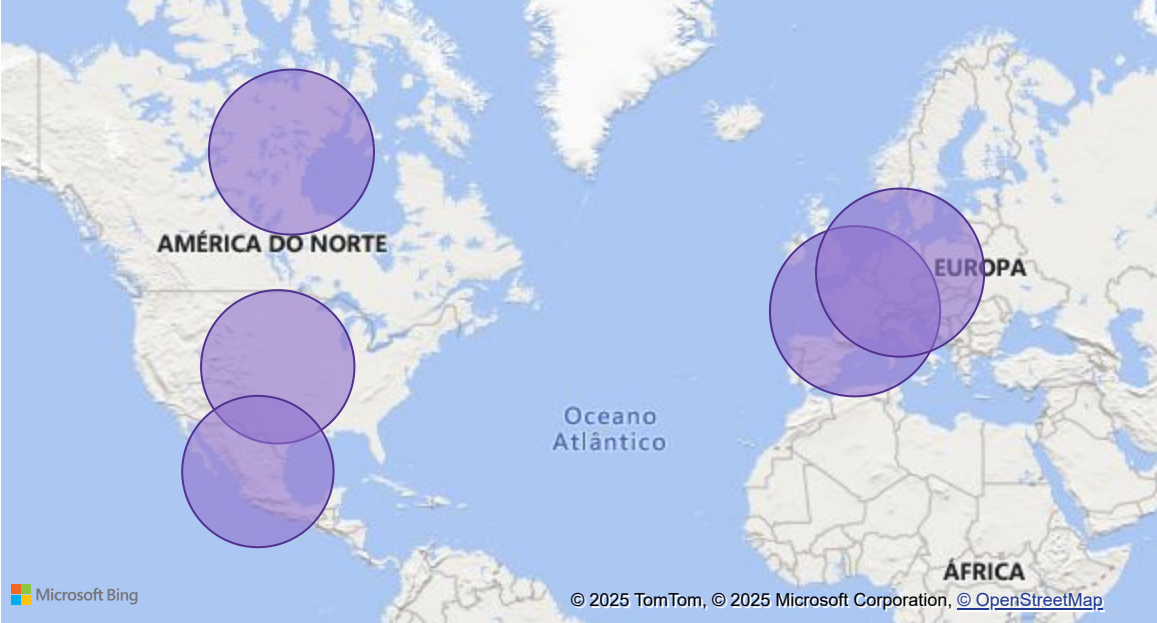 AMÉRICA DO NORTE
EUROPA
Oceano
Atlântico
ÁFRICA
Microsoft Bing
© 2025 TomTom, © 2025 Microsoft Corporation, © OpenStreetMap